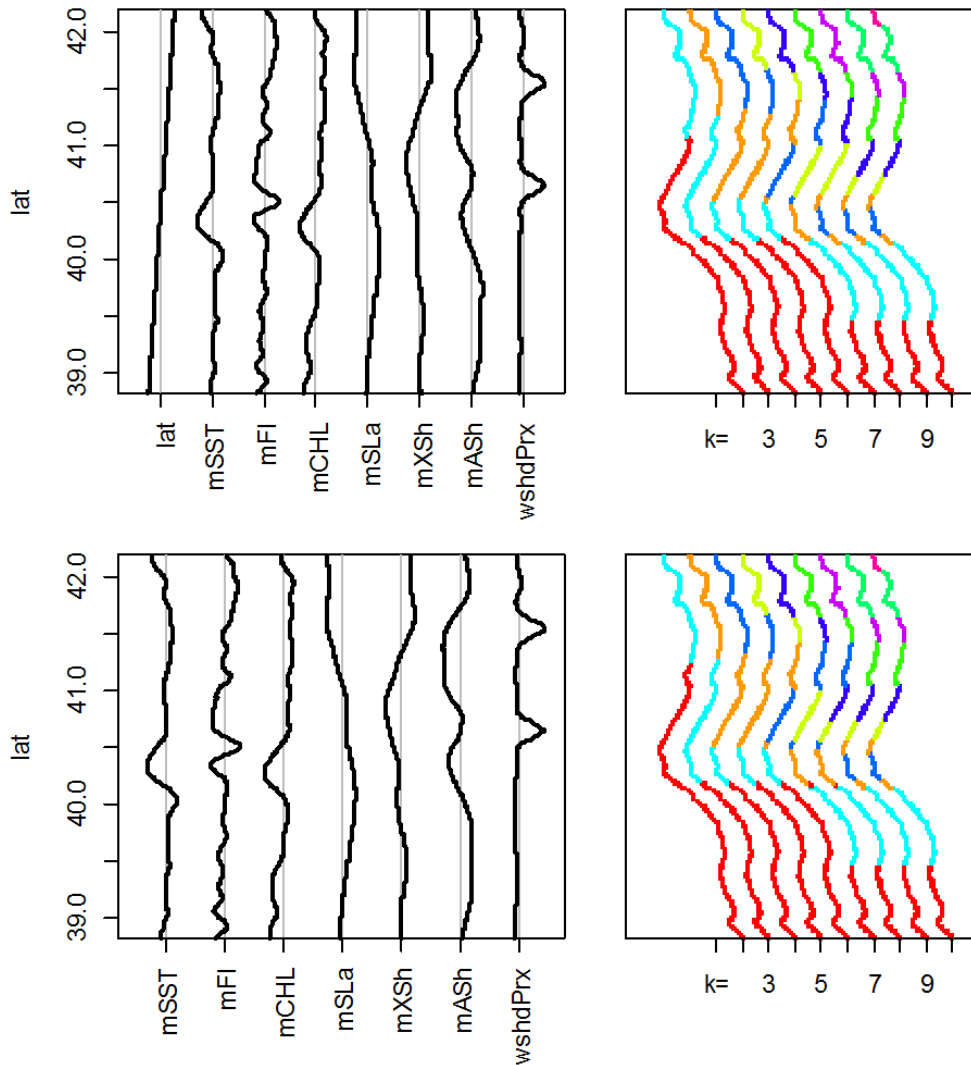 lat
42.0
41.0
40.0
39.0
lat
mSST
mFI
mCHL
mSLa
mXSh
mASh
wshdPrx
k=
3
5
7
9
lat
42.0
41.0
40.0
39.0
mSST
mFI
mCHL
mSLa
mXSh
mASh
wshdPrx
k=
3
5
7
9